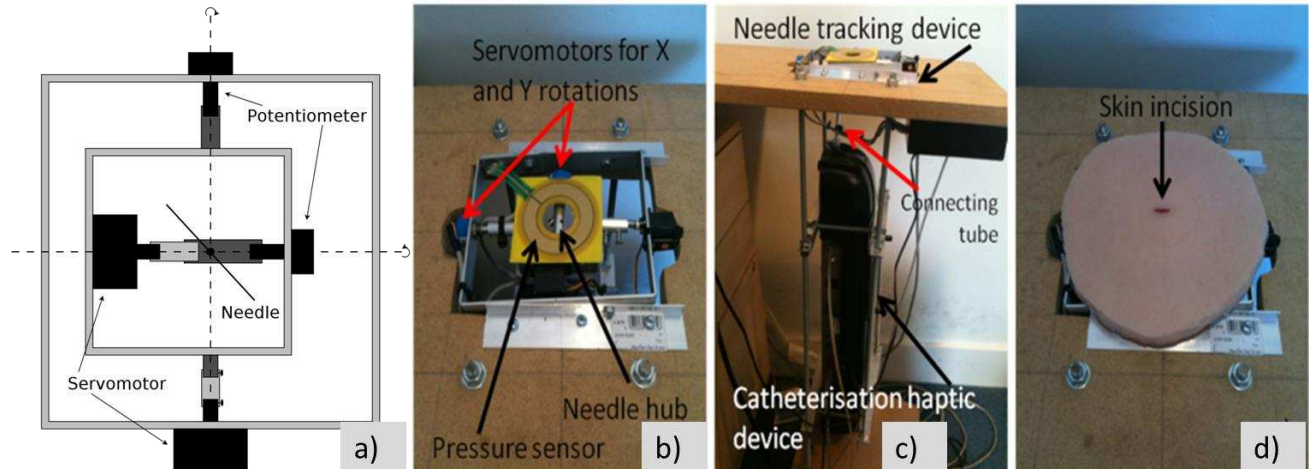 Potentiometer
Needle
Servomotor
a)
Servomotors for X
and Y rotations
Needle hub
Pressure sensor
b)
Needle tracking device
Connecting
tube
Catheterisation haptic
device
c)
Skin incision
d)